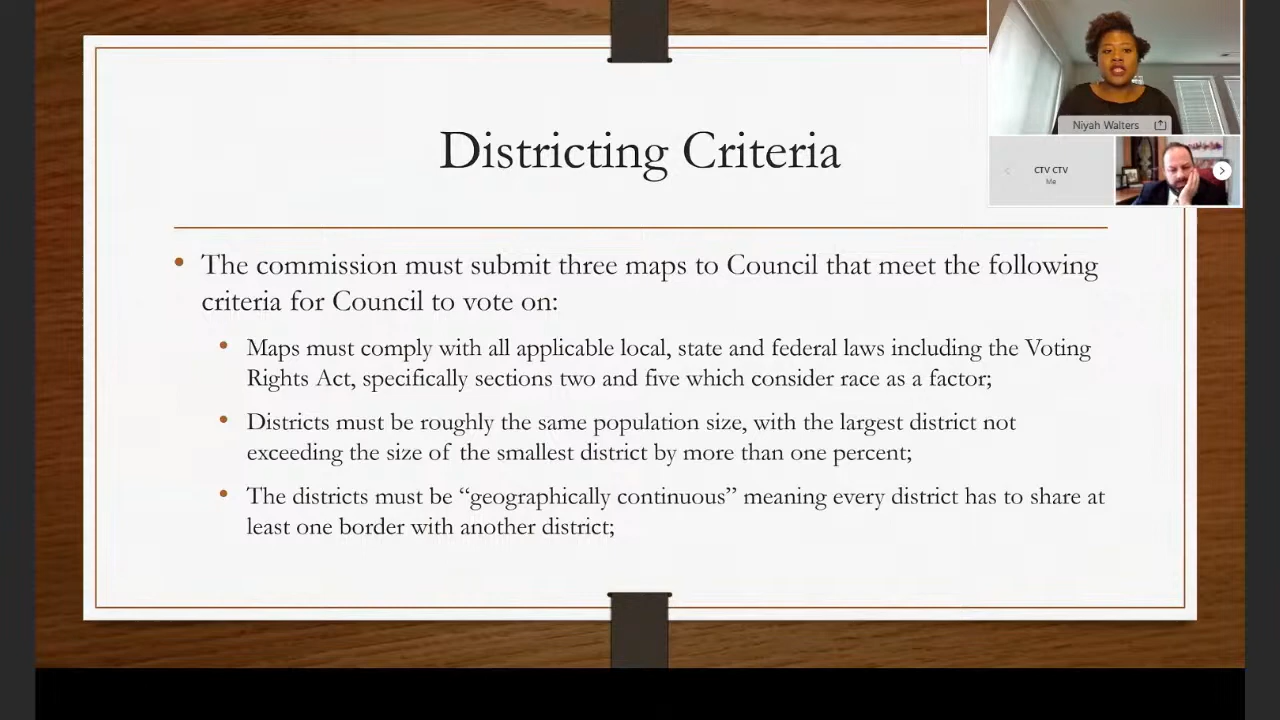 Districting Criteria
Niyah Walters
CTV CTV
Me
The commission must submit three maps to Council that meet the following
criteria for Council to vote on:
Maps must comply with all applicable local, state and federal laws including the Voting
Rights Act, specifically sections two and five which consider race as a factor;
Districts must be roughly the same population size, with the largest district not
exceeding the size of the smallest district by more than one percent;
The districts must be “geographically continuous” meaning every district has to share at
least one border with another district;